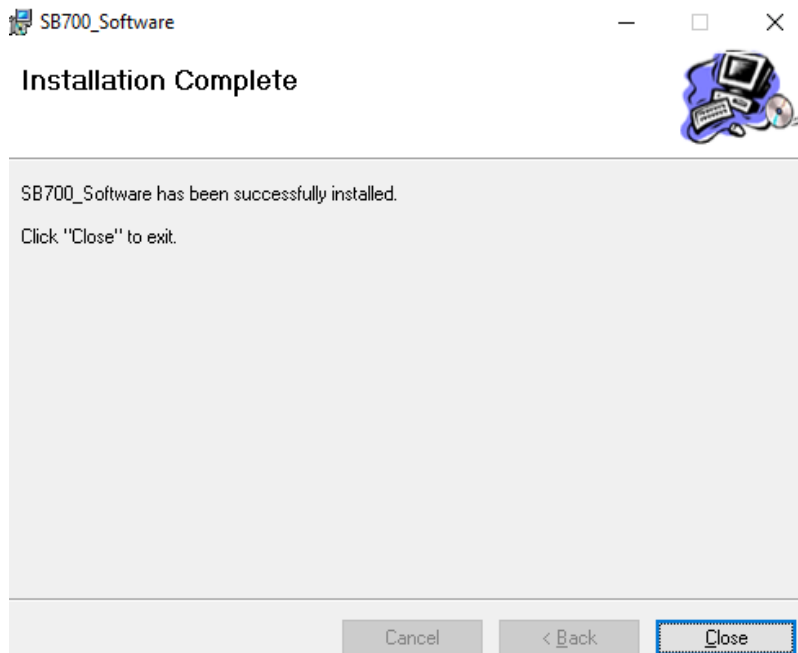 SB700_Software
Installation Complete
SB700_Software has been successfully installed.
Click "Close" to exit.
Cancel
< Back
Close